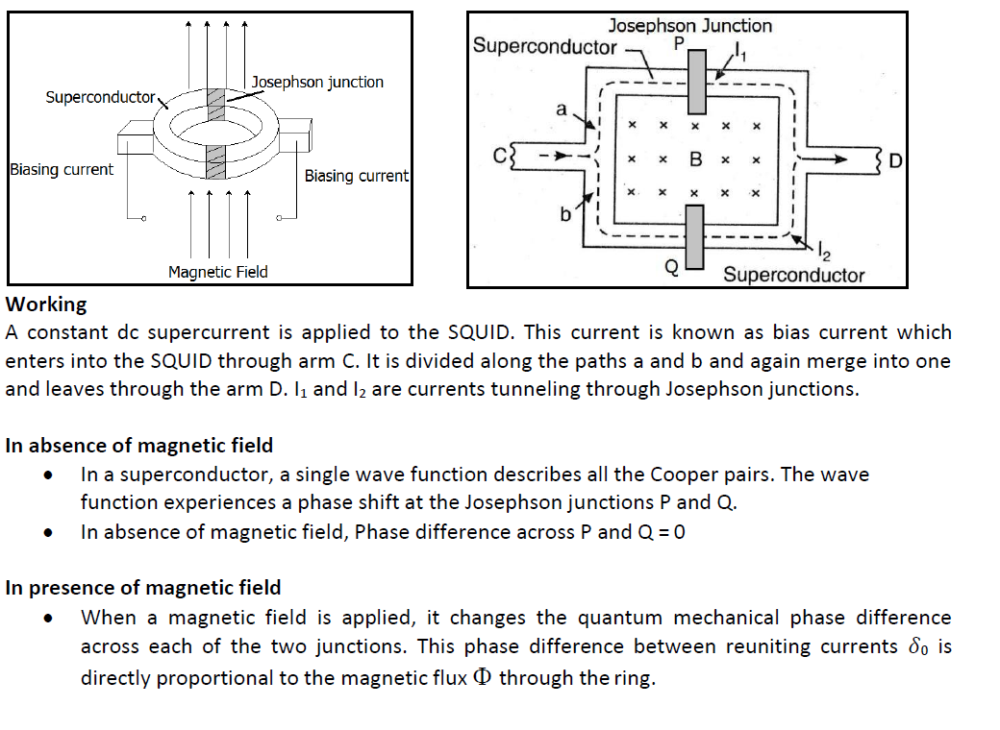 Superconductor
Josephson junction
Biasing current
Biasing current
Magnetic Field
Josephson Junction
Superconductor
P
I₁
a
x x x x x
C
x x B x x
D
x x x x x
b
I₂
Q
Superconductor
Working
A constant dc supercurrent is applied to the SQUID. This current is known as bias current which
enters into the SQUID through arm C. It is divided along the paths a and b and again merge into one
and leaves through the arm D. I₁ and I₂ are currents tunneling through Josephson junctions.
In absence of magnetic field
• In a superconductor, a single wave function describes all the Cooper pairs. The wave
function experiences a phase shift at the Josephson junctions P and Q.
• In absence of magnetic field, Phase difference across P and Q = 0
In presence of magnetic field
• When a magnetic field is applied, it changes the quantum mechanical phase difference
across each of the two junctions. This phase difference between reuniting currents δ₀ is
directly proportional to the magnetic flux Φ through the ring.